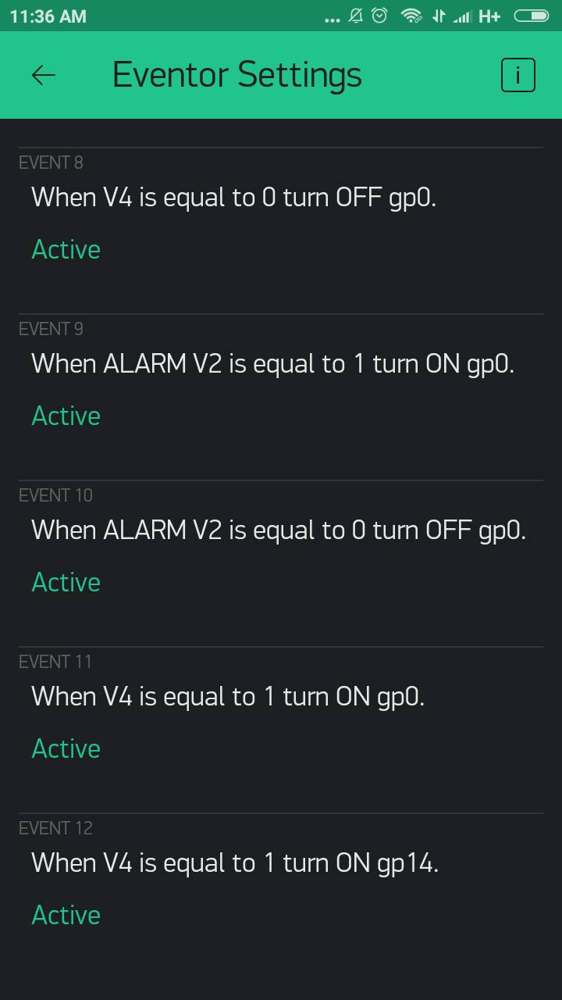 11:36 AM
... H+
Eventor Settings
i
EVENT 8
When V4 is equal to 0 turn OFF gp0.
Active
EVENT 9
When ALARM V2 is equal to 1 turn ON gp0.
Active
EVENT 10
When ALARM V2 is equal to 0 turn OFF gp0.
Active
EVENT 11
When V4 is equal to 1 turn ON gp0.
Active
EVENT 12
When V4 is equal to 1 turn ON gp14.
Active